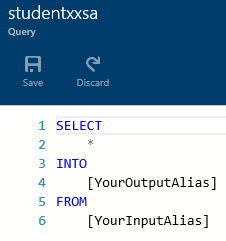 studentxxsa
Query
Save Discard
1 SELECT
2 *
3 INTO
4 [YourOutputAlias]
5 FROM
6 [YourInputAlias]